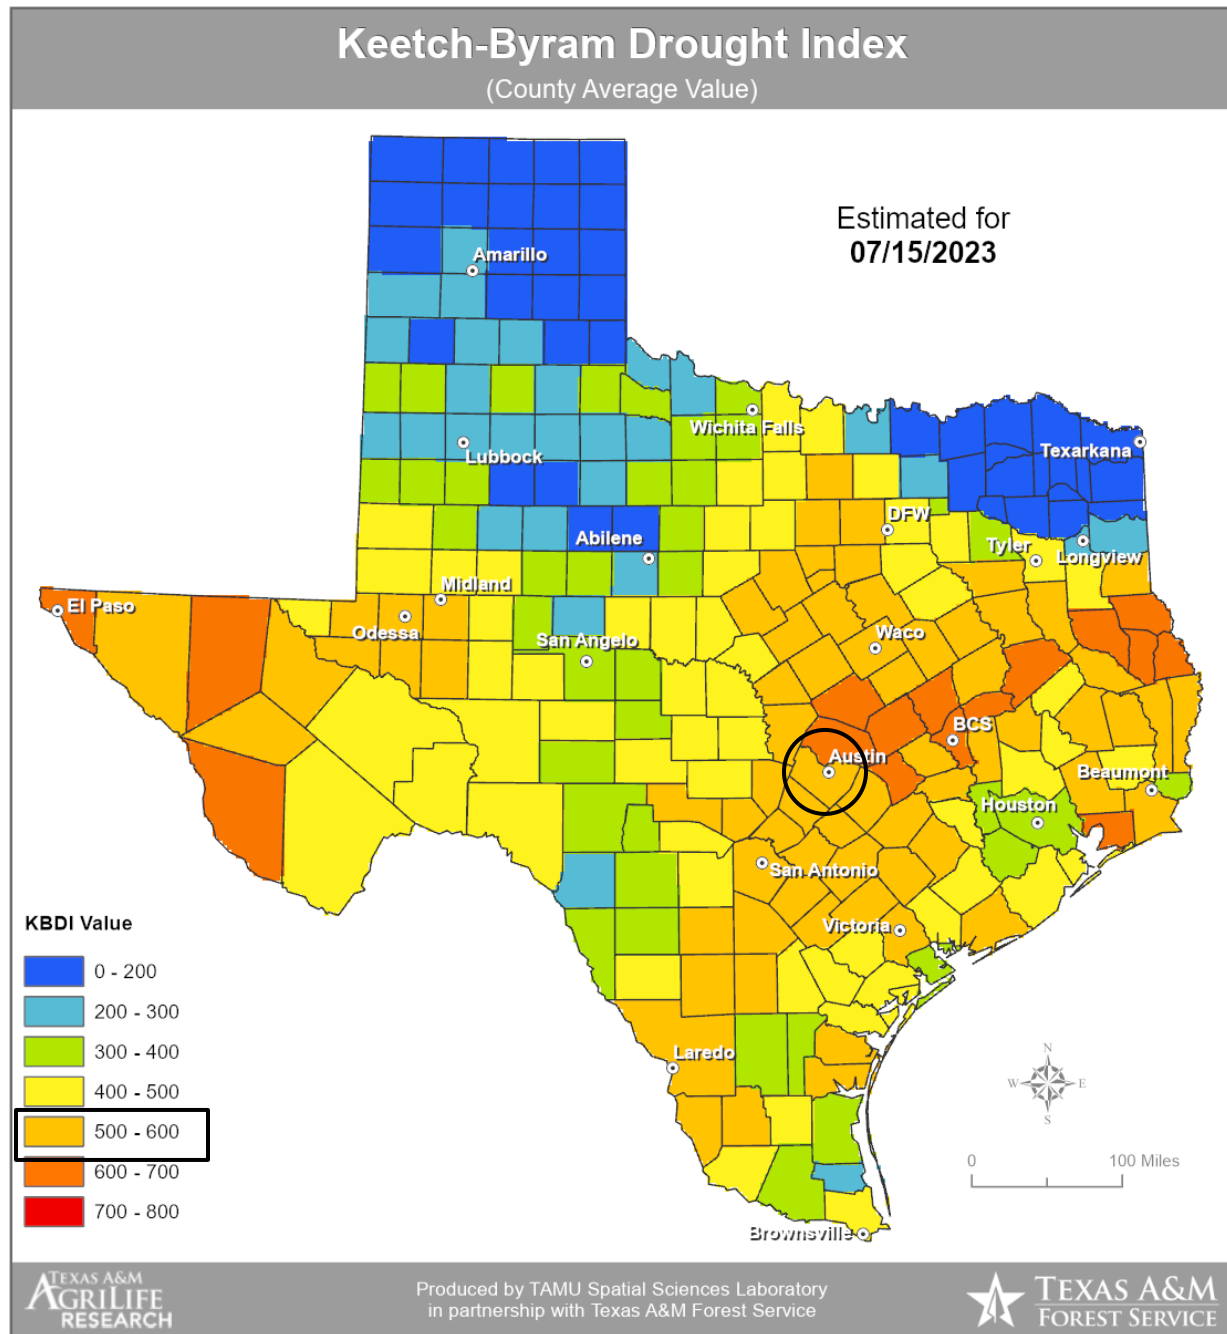 Keetch-Byram Drought Index
(County Average Value)
Estimated for
07/15/2023
Amarillo
Wichita Falls
Lubbock
Texarkana
DFW
Abilene
Tyler
Longview
Midland
El Paso
Odessa
San Angelo
Waco
BCS
Austin
Beaumont
Houston
San Antonio
Victoria
Laredo
Brownsville
KBDI Value
0 - 200
200 - 300
300 - 400
400 - 500
500 - 600
600 - 700
700 - 800
N
W E
S
0 100 Miles
TEXAS A&M
AGRILIFE
RESEARCH
Produced by TAMU Spatial Sciences Laboratory
in partnership with Texas A&M Forest Service
TEXAS A&M
FOREST SERVICE